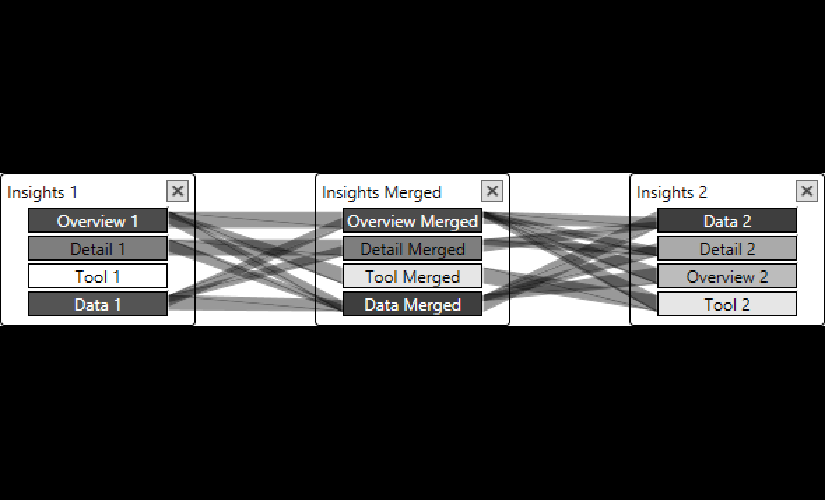 Insights 1
Overview 1
Detail 1
Tool 1
Data 1
Insights Merged
Overview Merged
Detail Merged
Tool Merged
Data Merged
Insights 2
Data 2
Detail 2
Overview 2
Tool 2